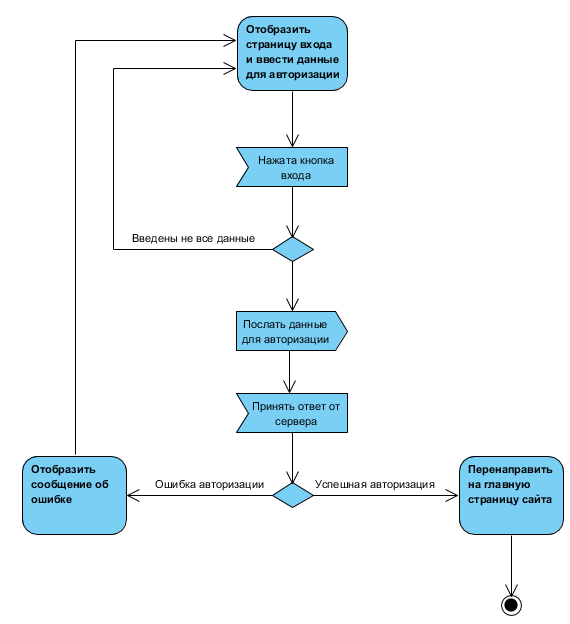 Отобразить
страницу входа
и ввести данные
для авторизации
Нажата кнопка
входа
Введены не все данные
Послать данные
для авторизации
Принять ответ от
сервера
Ошибка авторизации
Успешная авторизация
Отобразить
сообщение об
ошибке
Перенаправить
на главную
страницу сайта